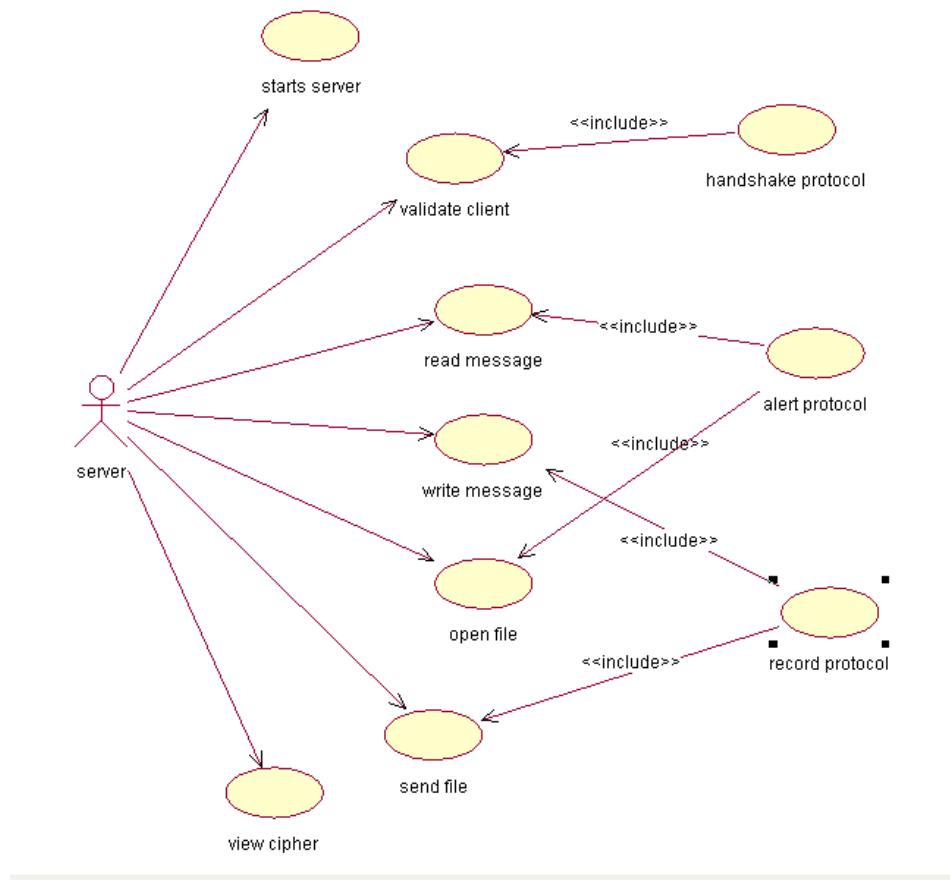 starts server
<<include>>
handshake protocol
validate client
<<include>>
read message
alert protocol
<<include>>
server
write message
<<include>>
open file
<<include>>
record protocol
send file
view cipher